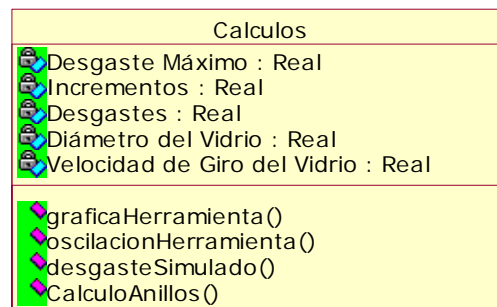 Calculos
Desgaste Máximo : Real
Incrementos : Real
Desgastes : Real
Diámetro del Vidrio : Real
Velocidad de Giro del Vidrio : Real
graficaHerramienta()
oscilacionHerramienta()
desgasteSimulado()
CalculoAnillos()